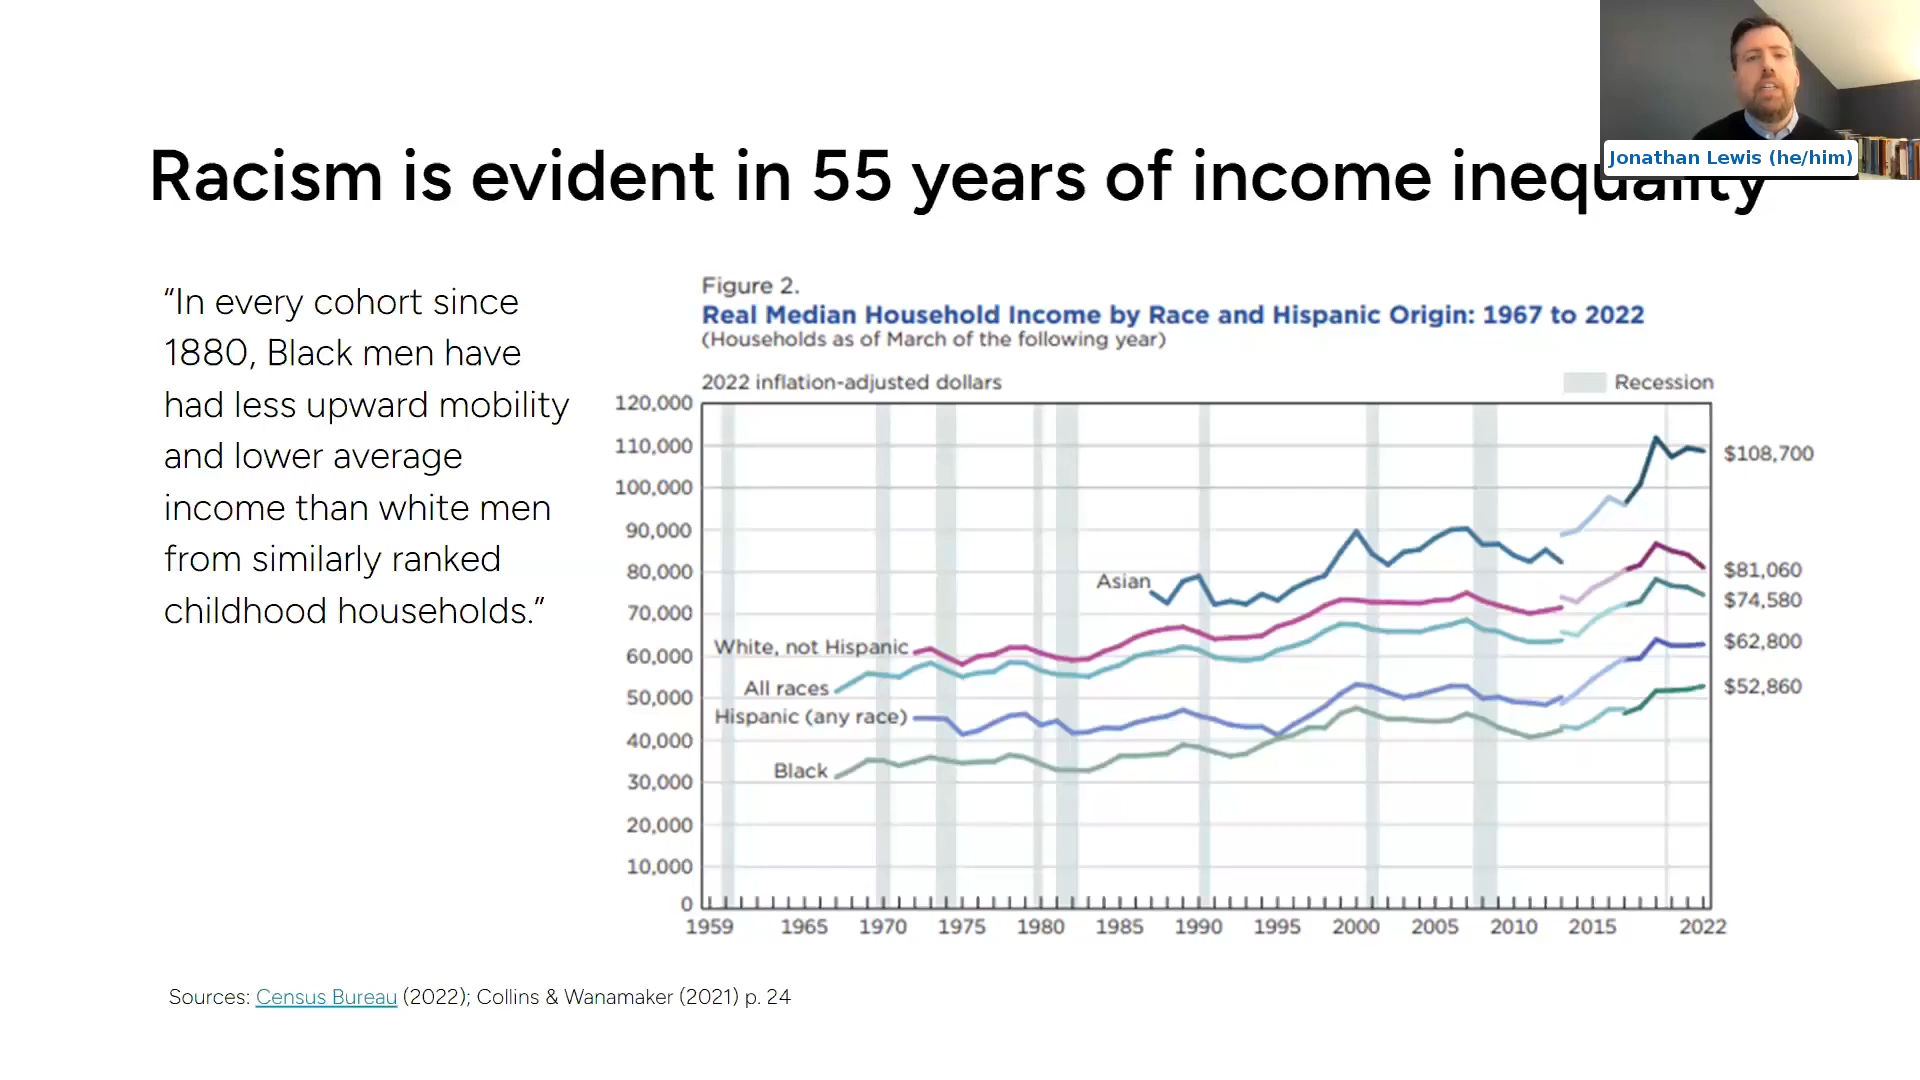 Jonathan Lewis (he/him)
Racism is evident in 55 years of income inequality
“In every cohort since
1880, Black men have
had less upward mobility
and lower average
income than white men
from similarly ranked
childhood households.”
Figure 2.
Real Median Household Income by Race and Hispanic Origin: 1967 to 2022
(Households as of March of the following year)
2022 inflation-adjusted dollars
Recession
120,000
110,000
100,000
90,000
80,000
70,000
60,000
50,000
40,000
30,000
20,000
10,000
0
Asian
White, not Hispanic
All races
Hispanic (any race)
Black
$108,700
$81,060
$74,580
$62,800
$52,860
1959 1965 1970 1975 1980 1985 1990 1995 2000 2005 2010 2015 2022
Sources: Census Bureau (2022); Collins & Wanamaker (2021) p. 24